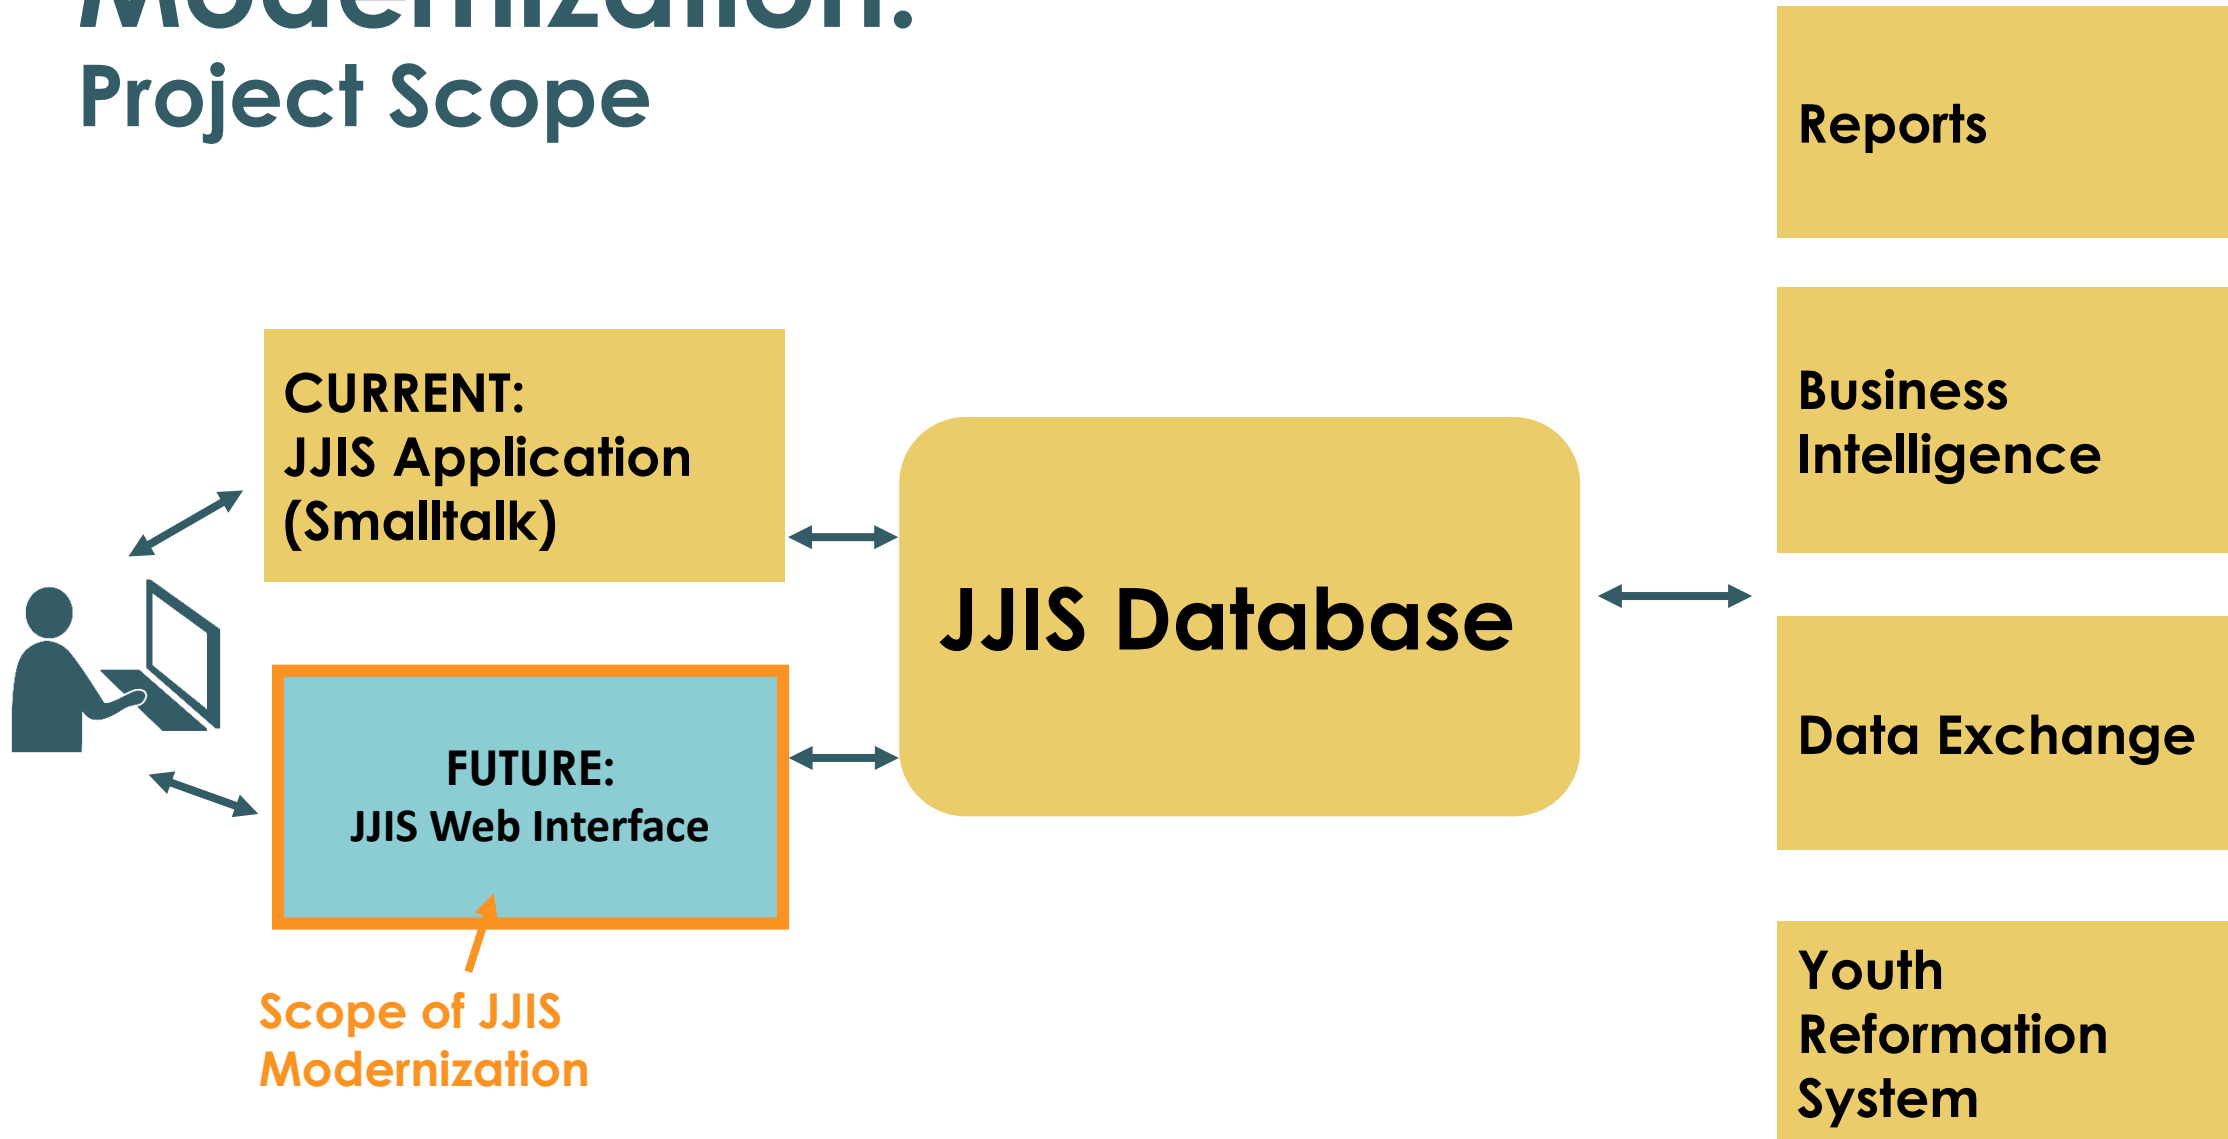 Modernization:
Project Scope
CURRENT:
JJIS Application
(Smalltalk)
FUTURE:
JJIS Web Interface
Scope of JJIS
Modernization
JJIS Database
Reports
Business
Intelligence
Data Exchange
Youth
Reformation
System